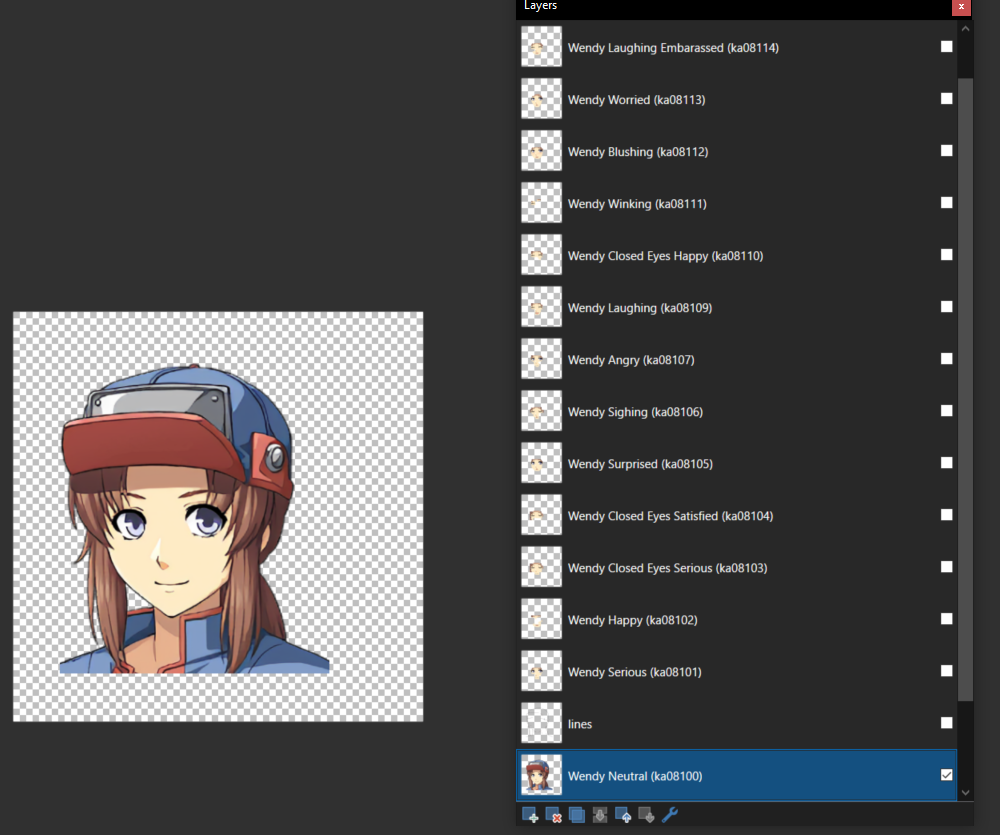 Layers
Wendy Laughing Embarassed (ka08114)
Wendy Worried (ka08113)
Wendy Blushing (ka08112)
Wendy Winking (ka08111)
Wendy Closed Eyes Happy (ka08110)
Wendy Laughing (ka08109)
Wendy Angry (ka08107)
Wendy Sighing (ka08106)
Wendy Surprised (ka08105)
Wendy Closed Eyes Satisfied (ka08104)
Wendy Closed Eyes Serious (ka08103)
Wendy Happy (ka08102)
Wendy Serious (ka08101)
lines
Wendy Neutral (ka08100)